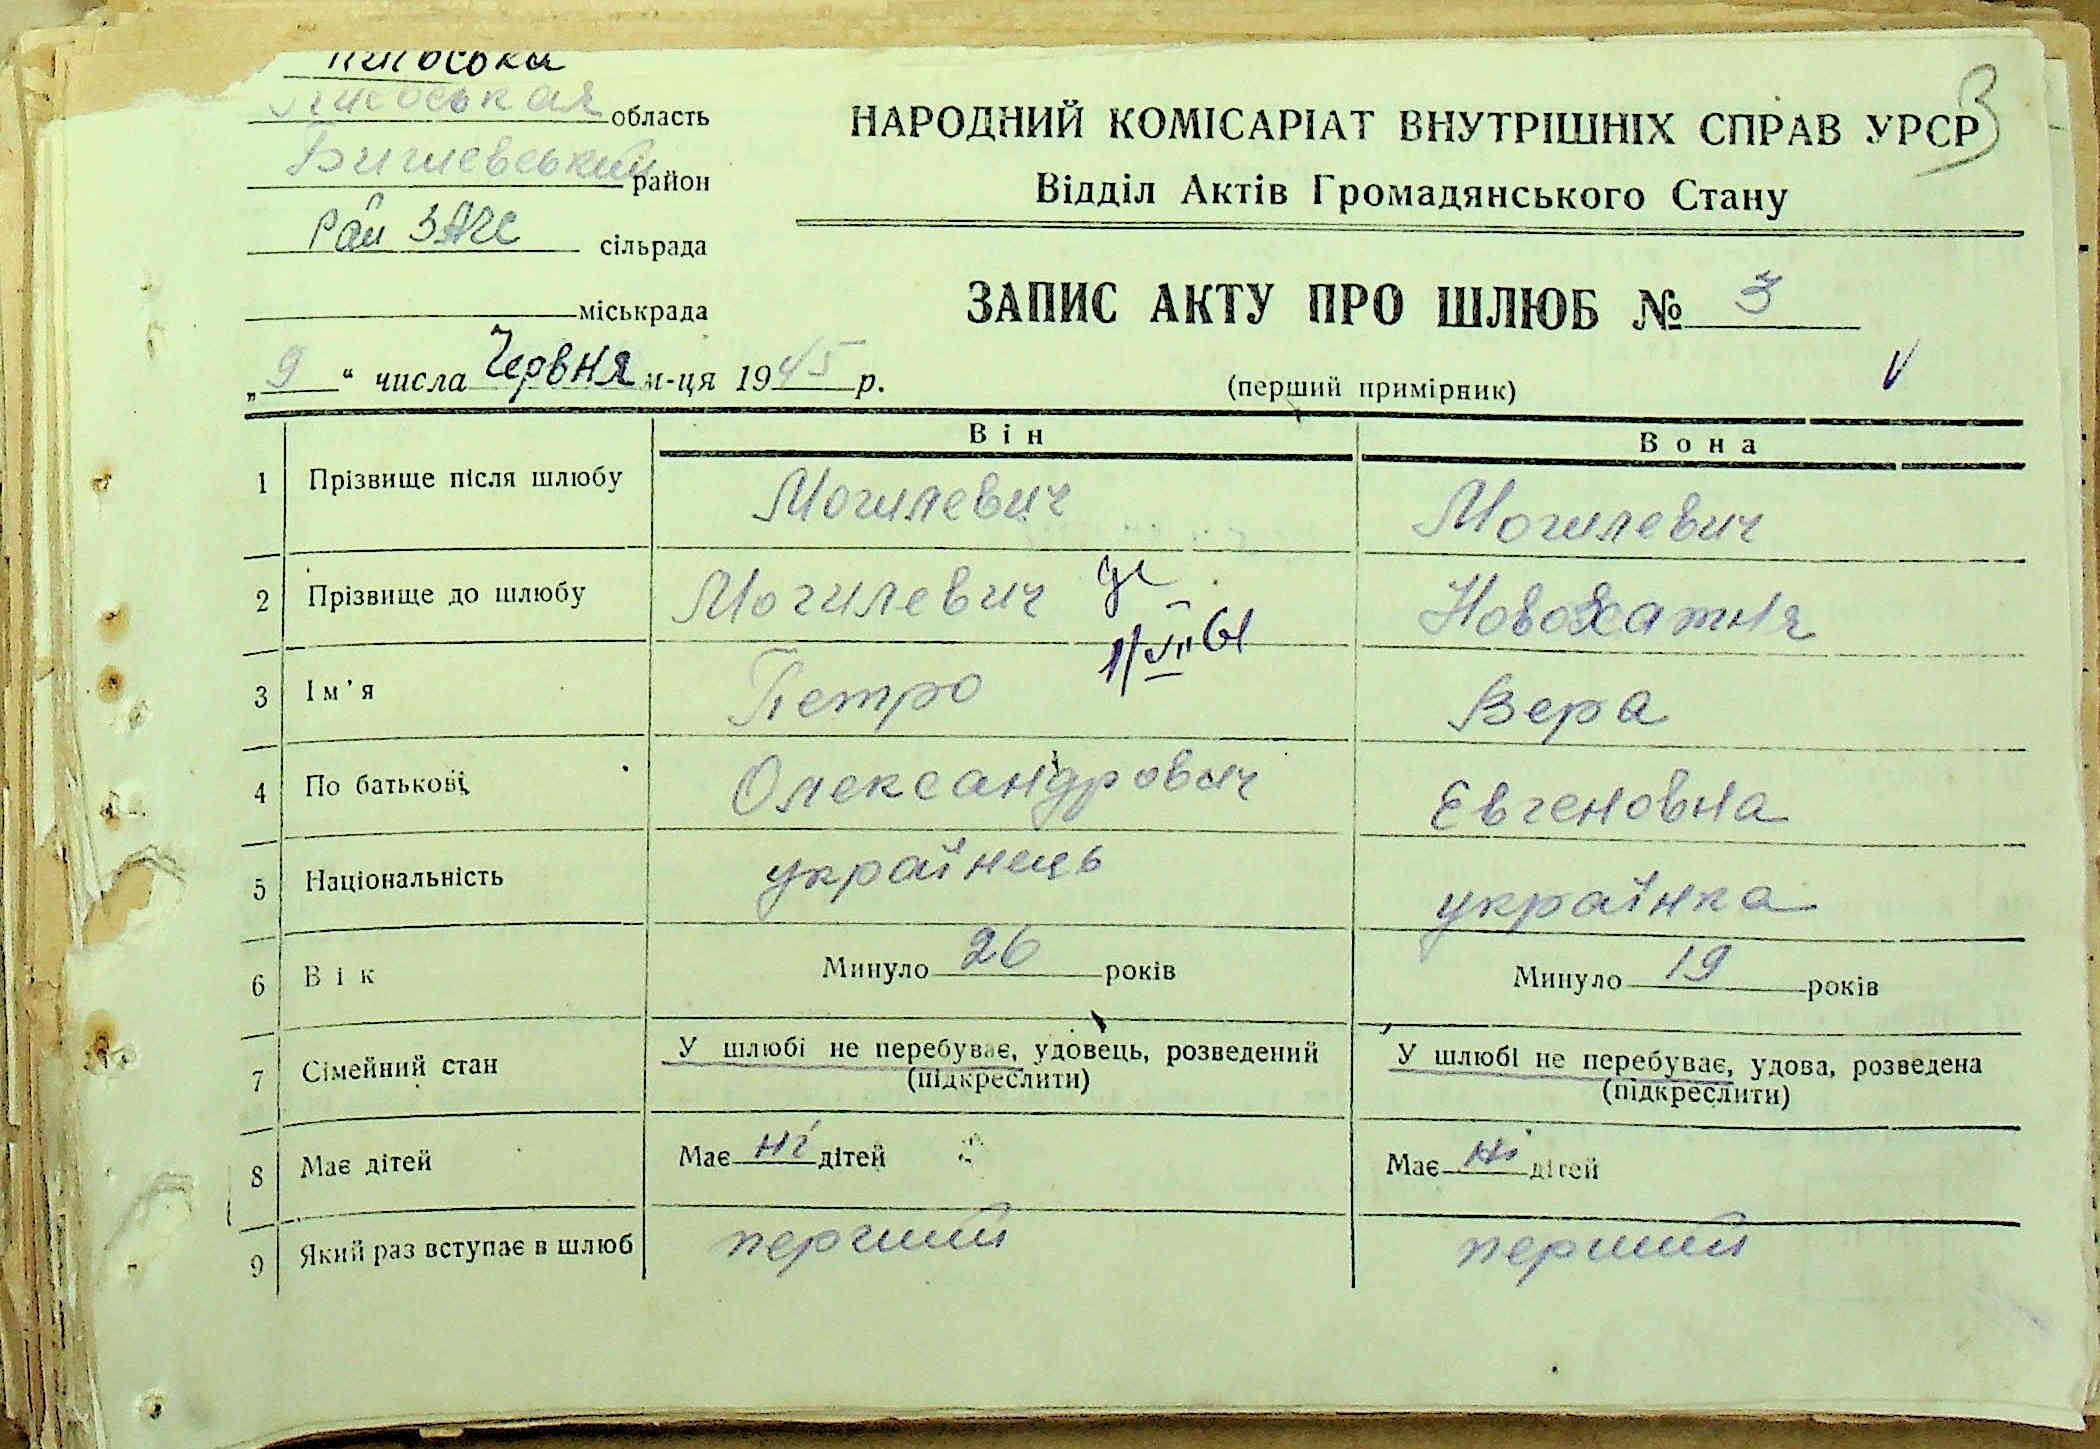 область
район
Рай ЗАГС сільрада
міськрада
„9“ числа Червня м-ця 1945 р.
3
НАРОДНИЙ КОМІСАРІАТ ВНУТРІШНІХ СПРАВ УРСР
Відділ Актів Громадянського Стану
ЗАПИС АКТУ ПРО ШЛЮБ № 3
(перший примірник)
Він Вона
1 Прізвище після шлюбу Могилевич Могилевич
2 Прізвище до шлюбу Могилевич Новохатня
1/VII 61
3 Ім'я Петро Вера
4 По батькові Олександрович Евгеновна
5 Національність українець українка
6 Вік Минуло 26 років Минуло 19 років
7 Сімейний стан У шлюбі не перебуває, удовець, розведений У шлюбі не перебуває, удова, розведена
(підкреслити) (підкреслити)
8 Має дітей Має ні дітей Має ні дітей
9 Який раз вступає в шлюб перший перший